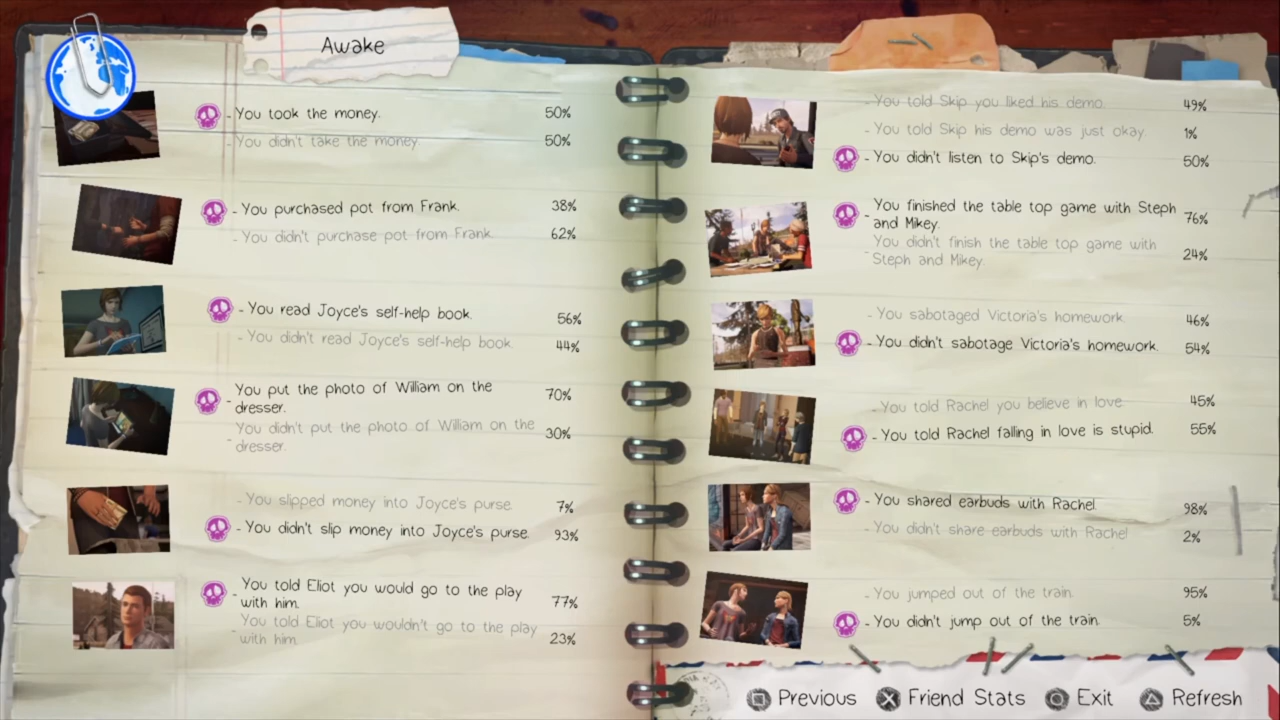 Awake
- You took the money. 50%
- You didn't take the money. 50%
- You purchased pot from Frank. 38%
- You didn't purchase pot from Frank. 62%
- You read Joyce's self-help book. 56%
- You didn't read Joyce's self-help book. 44%
- You put the photo of William on the
dresser. 70%
- You didn't put the photo of William on the
dresser. 30%
- You slipped money into Joyce's purse. 7%
- You didn't slip money into Joyce's purse. 93%
- You told Eliot you would go to the play
with him. 77%
- You told Eliot you wouldn't go to the play
with him. 23%
- You told Skip you liked his demo. 49%
- You told Skip his demo was just okay. 1%
- You didn't listen to Skip's demo. 50%
- You finished the table top game with Steph
and Mikey. 76%
- You didn't finish the table top game with
Steph and Mikey. 24%
- You sabotaged Victoria's homework. 46%
- You didn't sabotage Victoria's homework. 54%
- You told Rachel you believe in love. 45%
- You told Rachel falling in love is stupid. 55%
- You shared earbuds with Rachel. 98%
- You didn't share earbuds with Rachel. 2%
- You jumped out of the train. 95%
- You didn't jump out of the train. 5%
Previous Friend Stats Exit Refresh